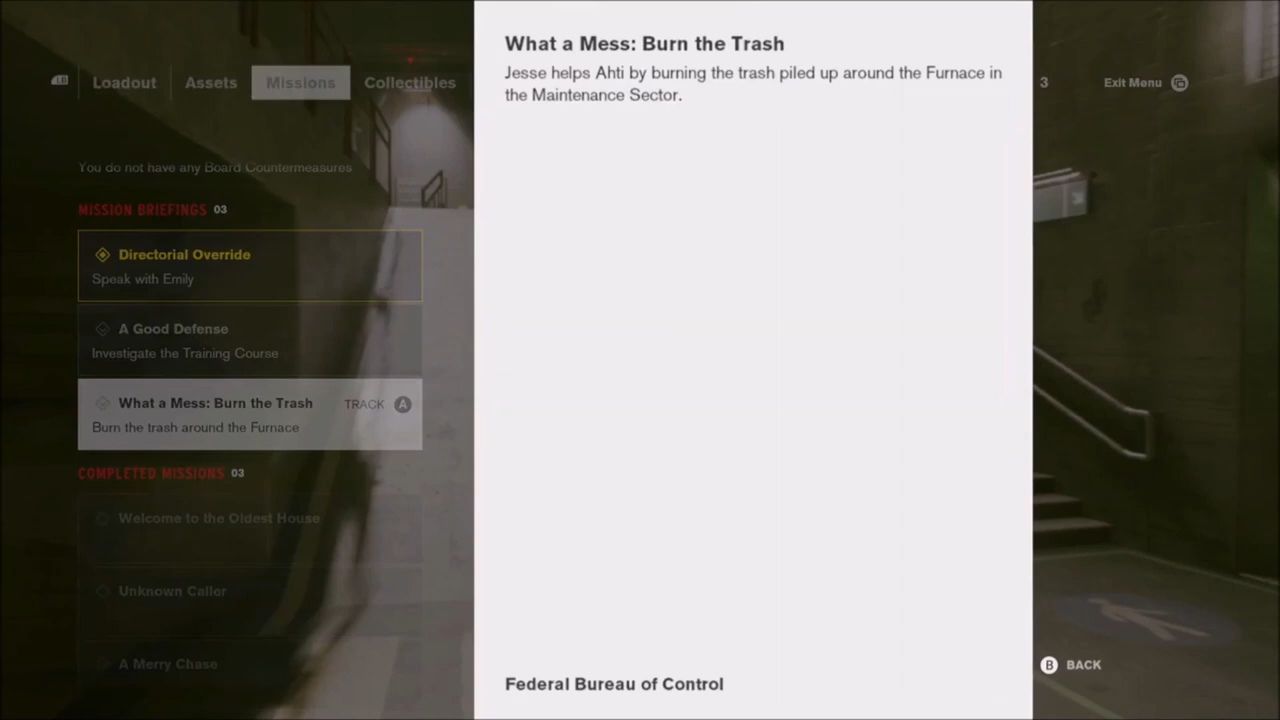 LB
Loadout
Assets
Missions
Collectibles
3
Exit Menu
You do not have any Board Countermeasures
MISSION BRIEFINGS 03
Directorial Override
Speak with Emily
A Good Defense
Investigate the Training Course
What a Mess: Burn the Trash
TRACK A
Burn the trash around the Furnace
COMPLETED MISSIONS 03
Welcome to the Oldest House
Unknown Caller
A Merry Chase
What a Mess: Burn the Trash
Jesse helps Ahti by burning the trash piled up around the Furnace in
the Maintenance Sector.
Federal Bureau of Control
B BACK